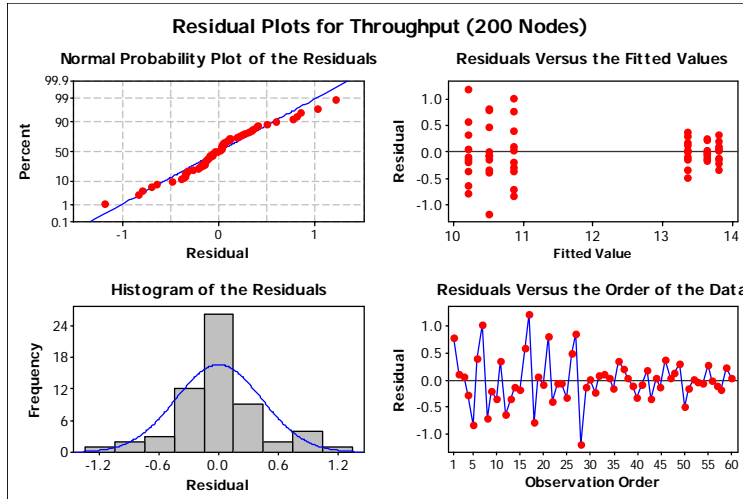 Residual Plots for Throughput (200 Nodes)
Normal Probability Plot of the Residuals
99.9
99
90
50
10
1
0.1
Percent
-1 0 1
Residual
Residuals Versus the Fitted Values
1.0
0.5
0.0
-0.5
-1.0
Residual
10 11 12 13 14
Fitted Value
Histogram of the Residuals
24
18
12
6
0
Frequency
-1.2 -0.6 0.0 0.6 1.2
Residual
Residuals Versus the Order of the Data
1.0
0.5
0.0
-0.5
-1.0
Residual
1 5 10 15 20 25 30 35 40 45 50 55 60
Observation Order